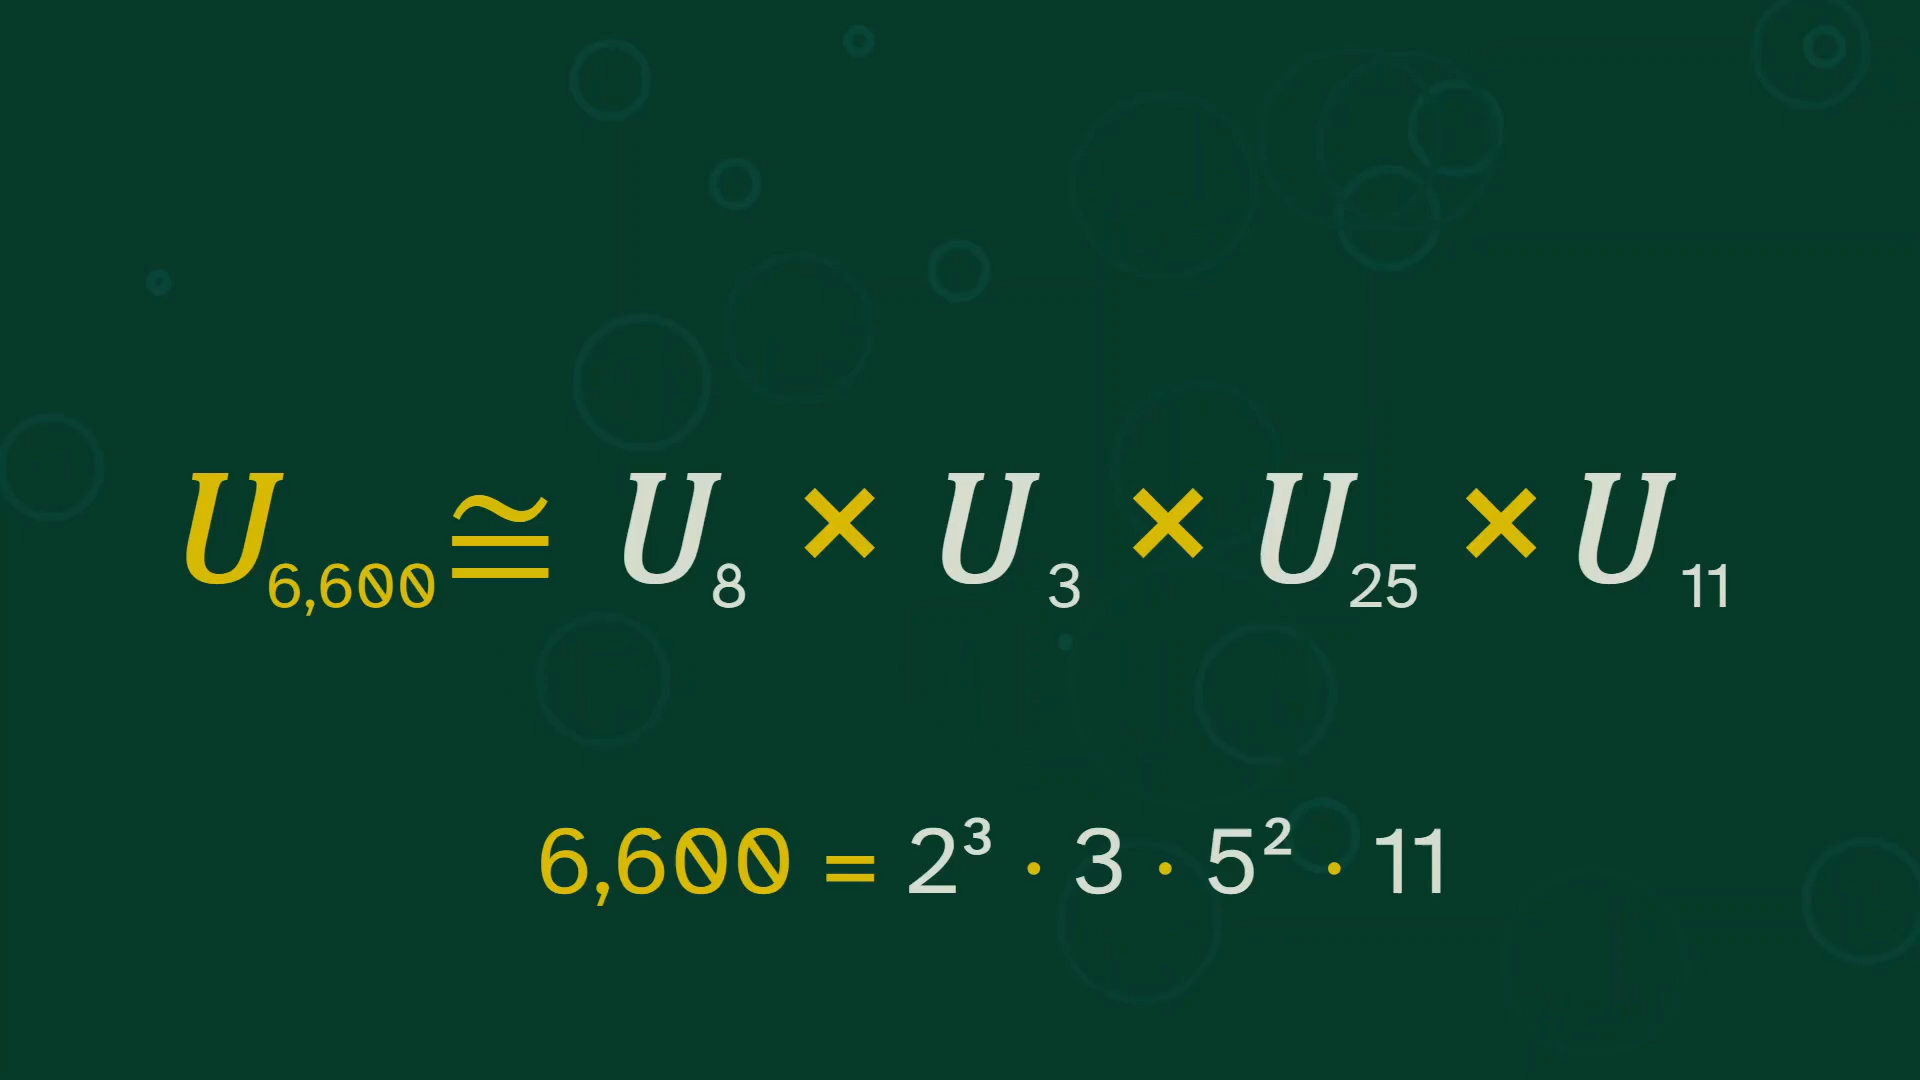 U₆,₆₀₀ ≅ U₈ × U₃ × U₂₅ × U₁₁
6,600 = 2³ · 3 · 5² · 11